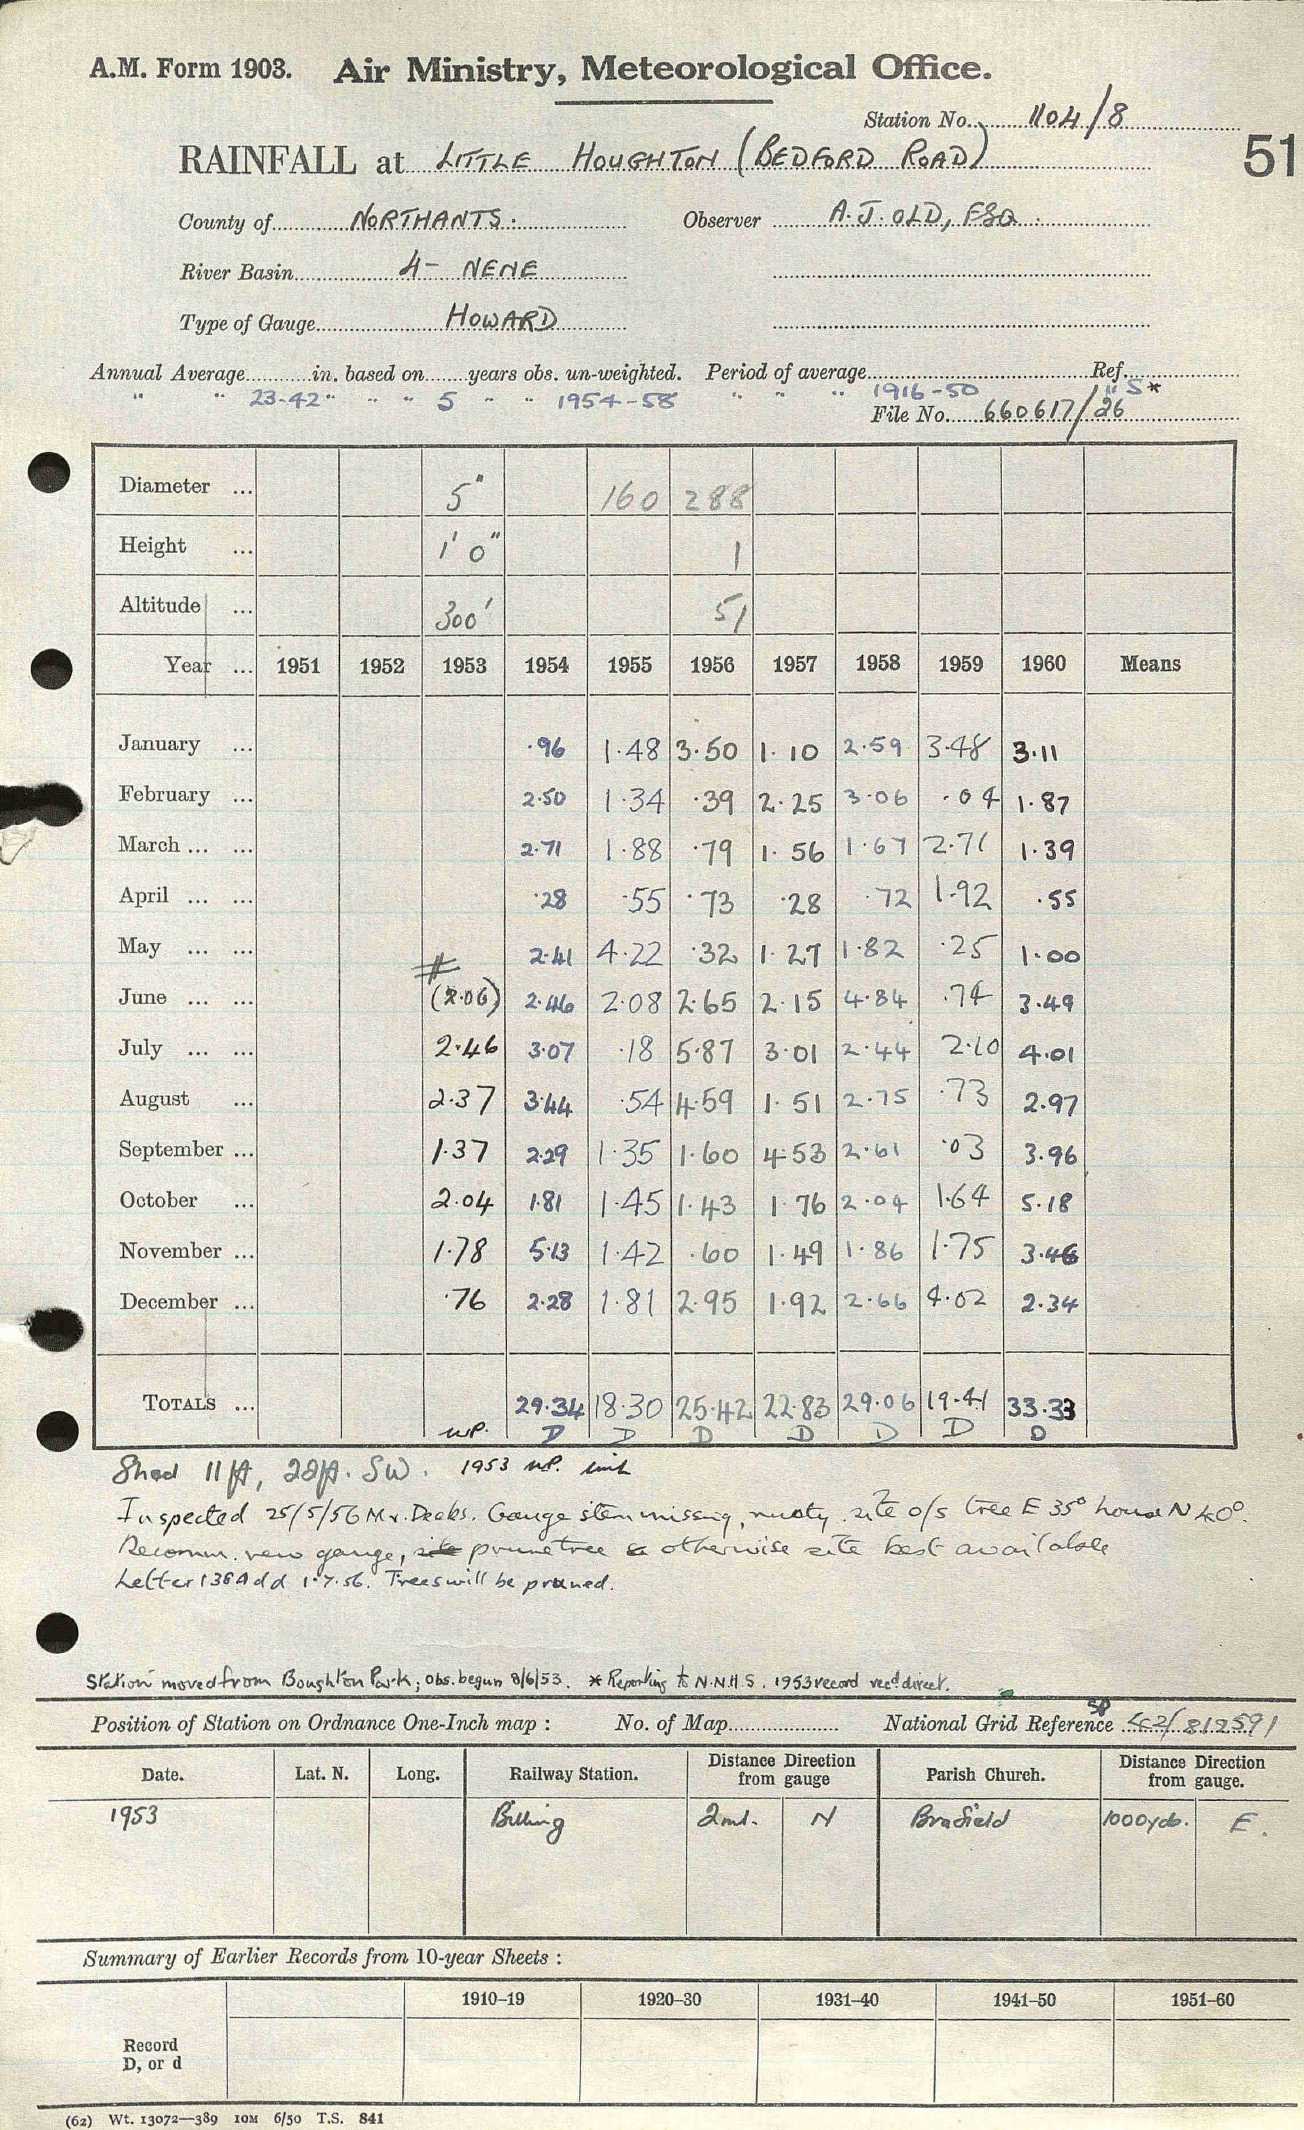 A.M. Form 1903. Air Ministry, Meteorological Office.
Station No. 1104/8
RAINFALL at LITTLE HOUGHTON (BEDFORD ROAD)
51
County of NORTHANTS. Observer A.J. OLD, ESQ.
River Basin 4- NENE
Type of Gauge HOWARD
Annual Average in. based on years obs. un-weighted. Period of average Ref.
" " 23.42 " " " 5 " " 1954-58 " " " 1916-50 " S*
File No. 660617/26
Diameter ... 5" 160 288
Height ... 1' 0" 1
Altitude ... 300' 51
Year ... 1951 1952 1953 1954 1955 1956 1957 1958 1959 1960 Means
January ... .96 1.48 3.50 1.10 2.59 3.48 3.11
February ... 2.50 1.34 .39 2.25 3.06 .04 1.87
March ... ... 2.71 1.88 .79 1.56 1.67 2.71 1.39
April ... ... .28 .55 .73 .28 .72 1.92 .55
May ... ... 2.41 4.22 .32 1.27 1.82 .25 1.00
June ... ... # (2.06) 2.46 2.08 2.65 2.15 4.84 .74 3.49
July ... ... 2.46 3.07 .18 5.87 3.01 2.44 2.10 4.01
August ... 2.37 3.44 .54 4.59 1.51 2.75 .73 2.97
September ... 1.37 2.29 1.35 1.60 4.53 2.61 .03 3.96
October ... 2.04 1.81 1.45 1.43 1.76 2.04 1.64 5.18
November ... 1.78 5.13 1.42 .60 1.49 1.86 1.75 3.46
December ... .76 2.28 1.81 2.95 1.92 2.66 4.02 2.34
TOTALS ... 29.34 18.30 25.42 22.83 29.06 19.41 33.33
n.P. D D D D D D D
Shed 11ft, 28ft. SW. 1953 n.P.
Inspected 25/5/56 Mr. Deeks. Gauge stem missing, rusty. site o/s tree E 35° house N 40°.
Recomm. new gauge, prune tree & otherwise site best available
Letter 138A dd 1.7.56. Trees will be pruned.
Station moved from Boughton Park; obs. begun 8/6/53. * Reporting to N.N.H.S. 1953 record recd direct.
Position of Station on Ordnance One-Inch map : No. of Map National Grid Reference SP 42/812591
Date. Lat. N. Long. Railway Station. Distance Direction from gauge Parish Church. Distance Direction from gauge.
1953 Billing 2ml. N Brafield 1000yds. E.
Summary of Earlier Records from 10-year Sheets :
1910-19 1920-30 1931-40 1941-50 1951-60
Record
D, or d
(62) Wt. 13072—389 10M 6/50 T.S. 841